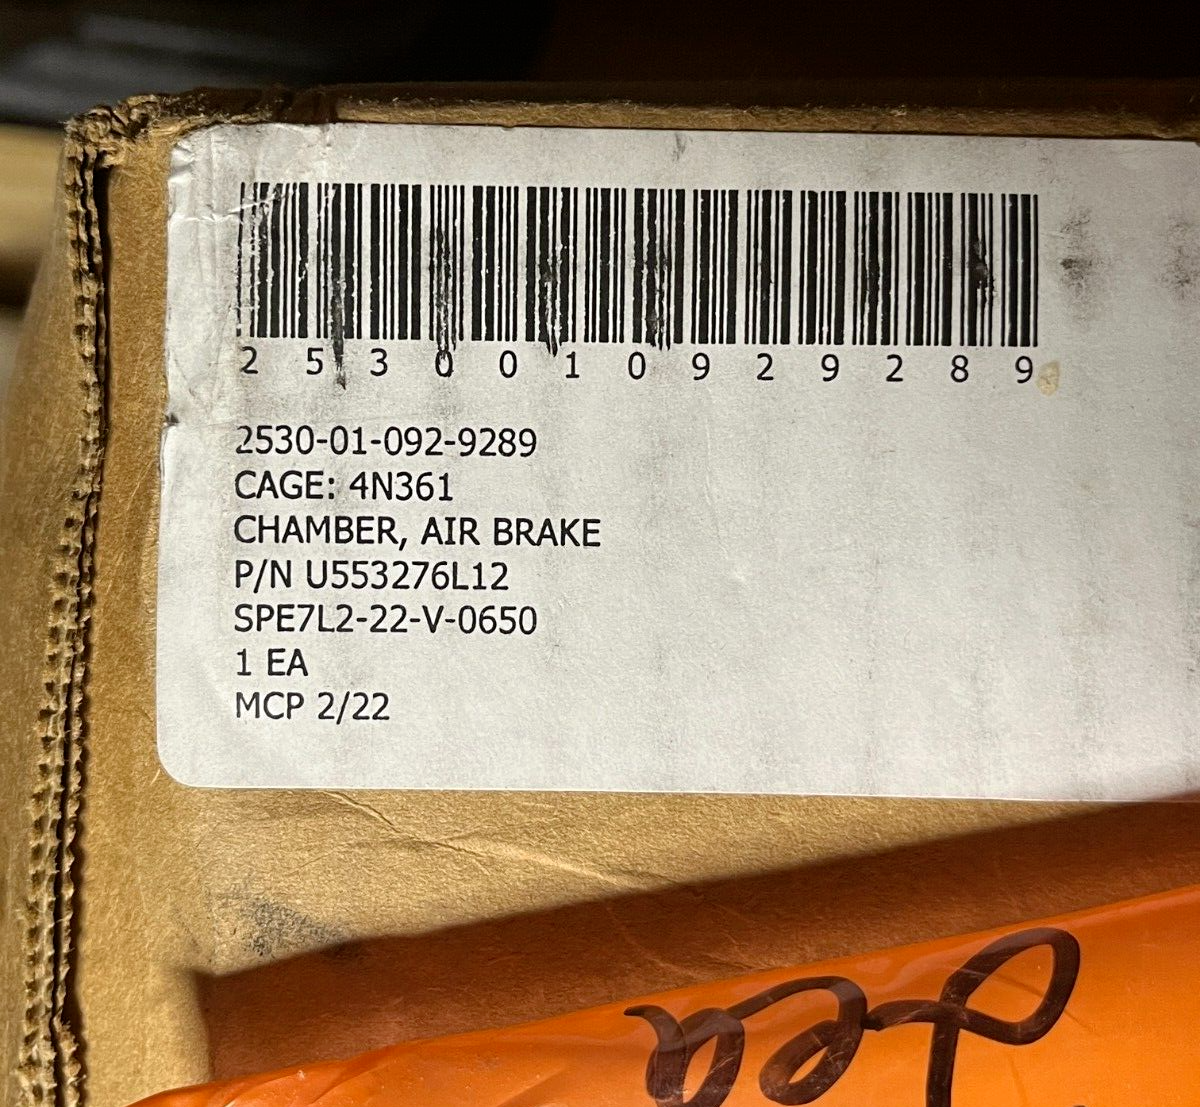 2 5 3 0 0 1 0 9 2 9 2 8 9
2530-01-092-9289
CAGE: 4N361
CHAMBER, AIR BRAKE
P/N U553276L12
SPE7L2-22-V-0650
1 EA
MCP 2/22